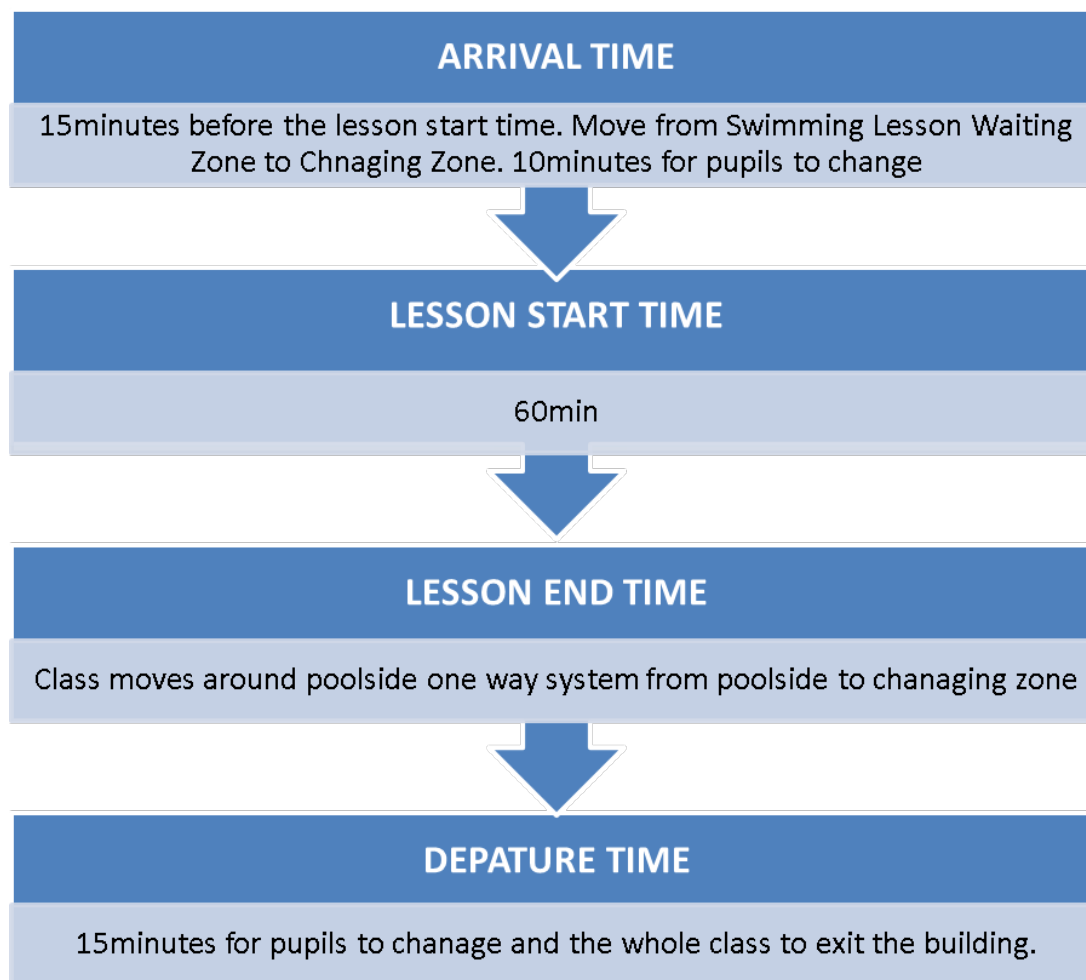 ARRIVAL TIME
15minutes before the lesson start time. Move from Swimming Lesson Waiting
Zone to Chnaging Zone. 10minutes for pupils to change
LESSON START TIME
60min
LESSON END TIME
Class moves around poolside one way system from poolside to chanaging zone
DEPATURE TIME
15minutes for pupils to chanage and the whole class to exit the building.